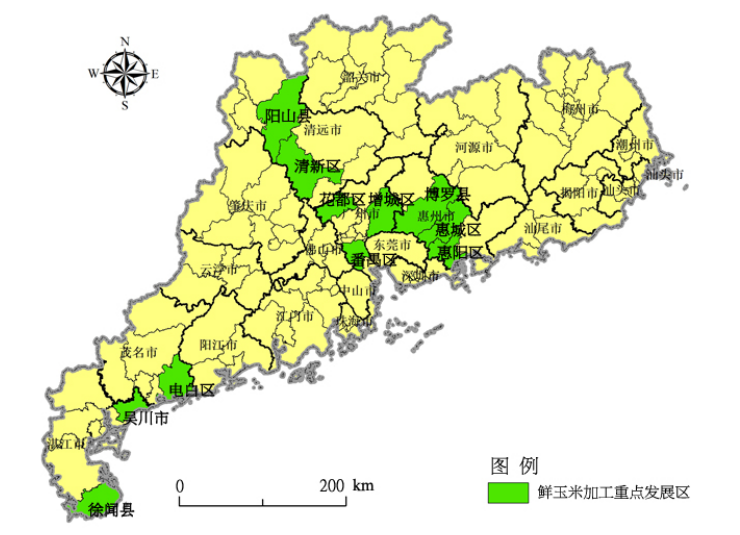 N
W
E
S
韶关市
阳山县
清远市
梅州市
河源市
潮州市
清新区
汕头市
揭阳市
汕头市
花都区
增城区
博罗县
肇庆市
州市
惠州市
惠城区
汕尾市
佛山市
东莞市
番禺区
惠阳区
云浮市
深圳市
中山市
江门市
珠海市
阳江市
茂名市
电白区
吴川市
湛江市
徐闻县
0
200 km
图 例
鲜玉米加工重点发展区